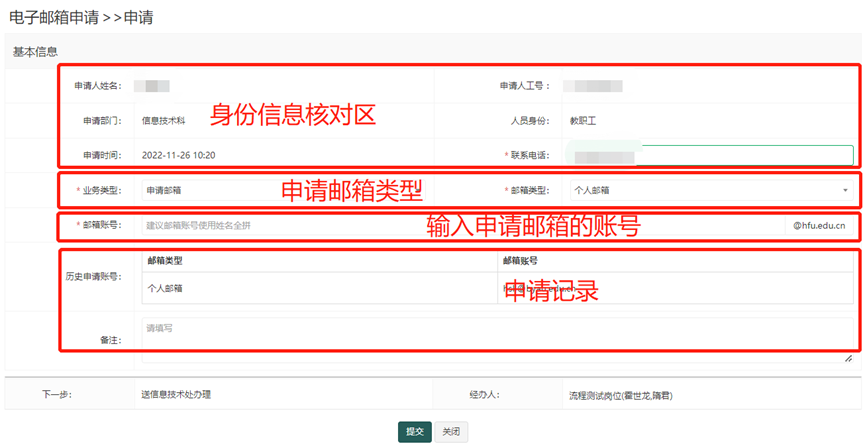 电子邮箱申请 >>申请
基本信息
申请人姓名： 申请人工号：
身份信息核对区
申请部门： 信息技术科 人员身份： 教职工
申请时间： 2022-11-26 10:20 * 联系电话：
* 业务类型： 申请邮箱 申请邮箱类型 * 邮箱类型： 个人邮箱
* 邮箱账号： 建议邮箱账号使用姓名全拼 输入申请邮箱的账号 @hfu.edu.cn
邮箱类型 邮箱账号
历史申请账号： 个人邮箱
申请记录
请填写
备注：
下一步： 送信息技术处办理 经办人： 流程测试岗位(霍世龙,隋君)
提交 关闭